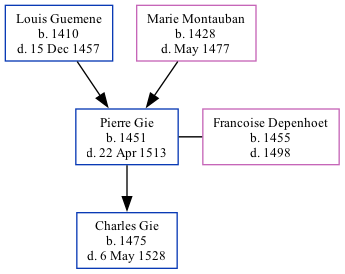 Louis Guemene
b. 1410
d. 15 Dec 1457
Marie Montauban
b. 1428
d. May 1477
Pierre Gie
b. 1451
d. 22 Apr 1513
Francoise Depenhoet
b. 1455
d. 1498
Charles Gie
b. 1475
d. 6 May 1528